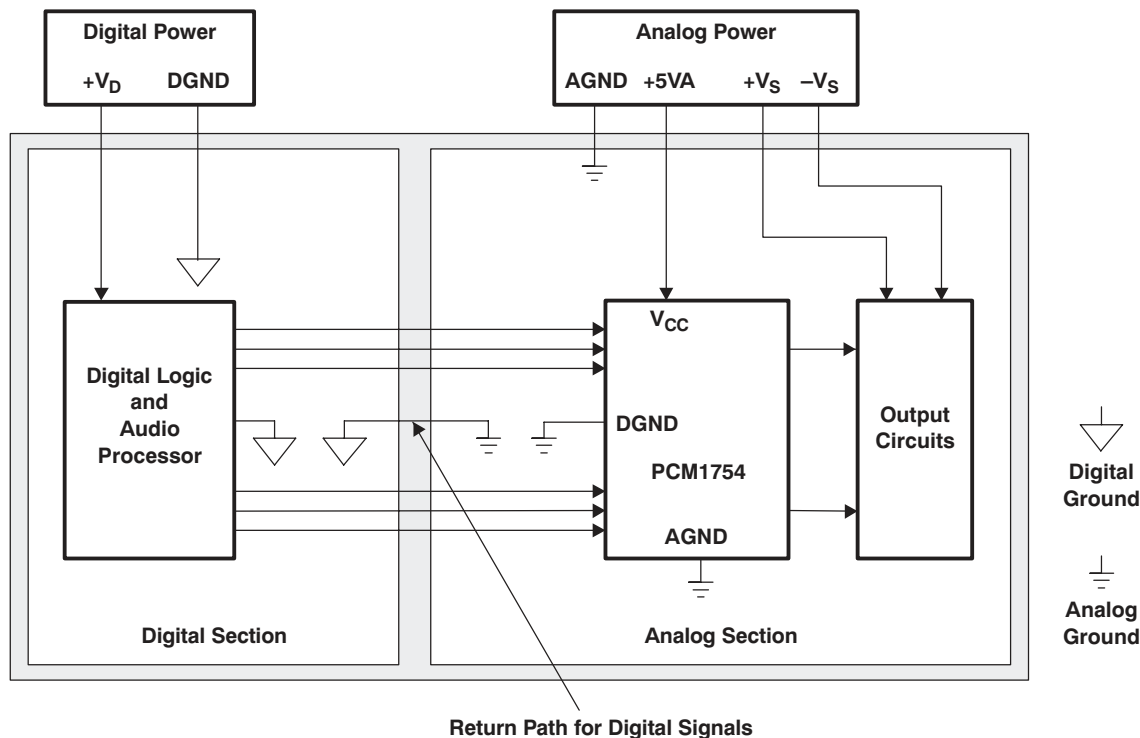 Digital Power
+VD DGND
Analog Power
AGND +5VA +VS –VS
Digital Logic
and
Audio
Processor
VCC
DGND
PCM1754
AGND
Output
Circuits
Digital
Ground
Analog
Ground
Digital Section
Analog Section
Return Path for Digital Signals